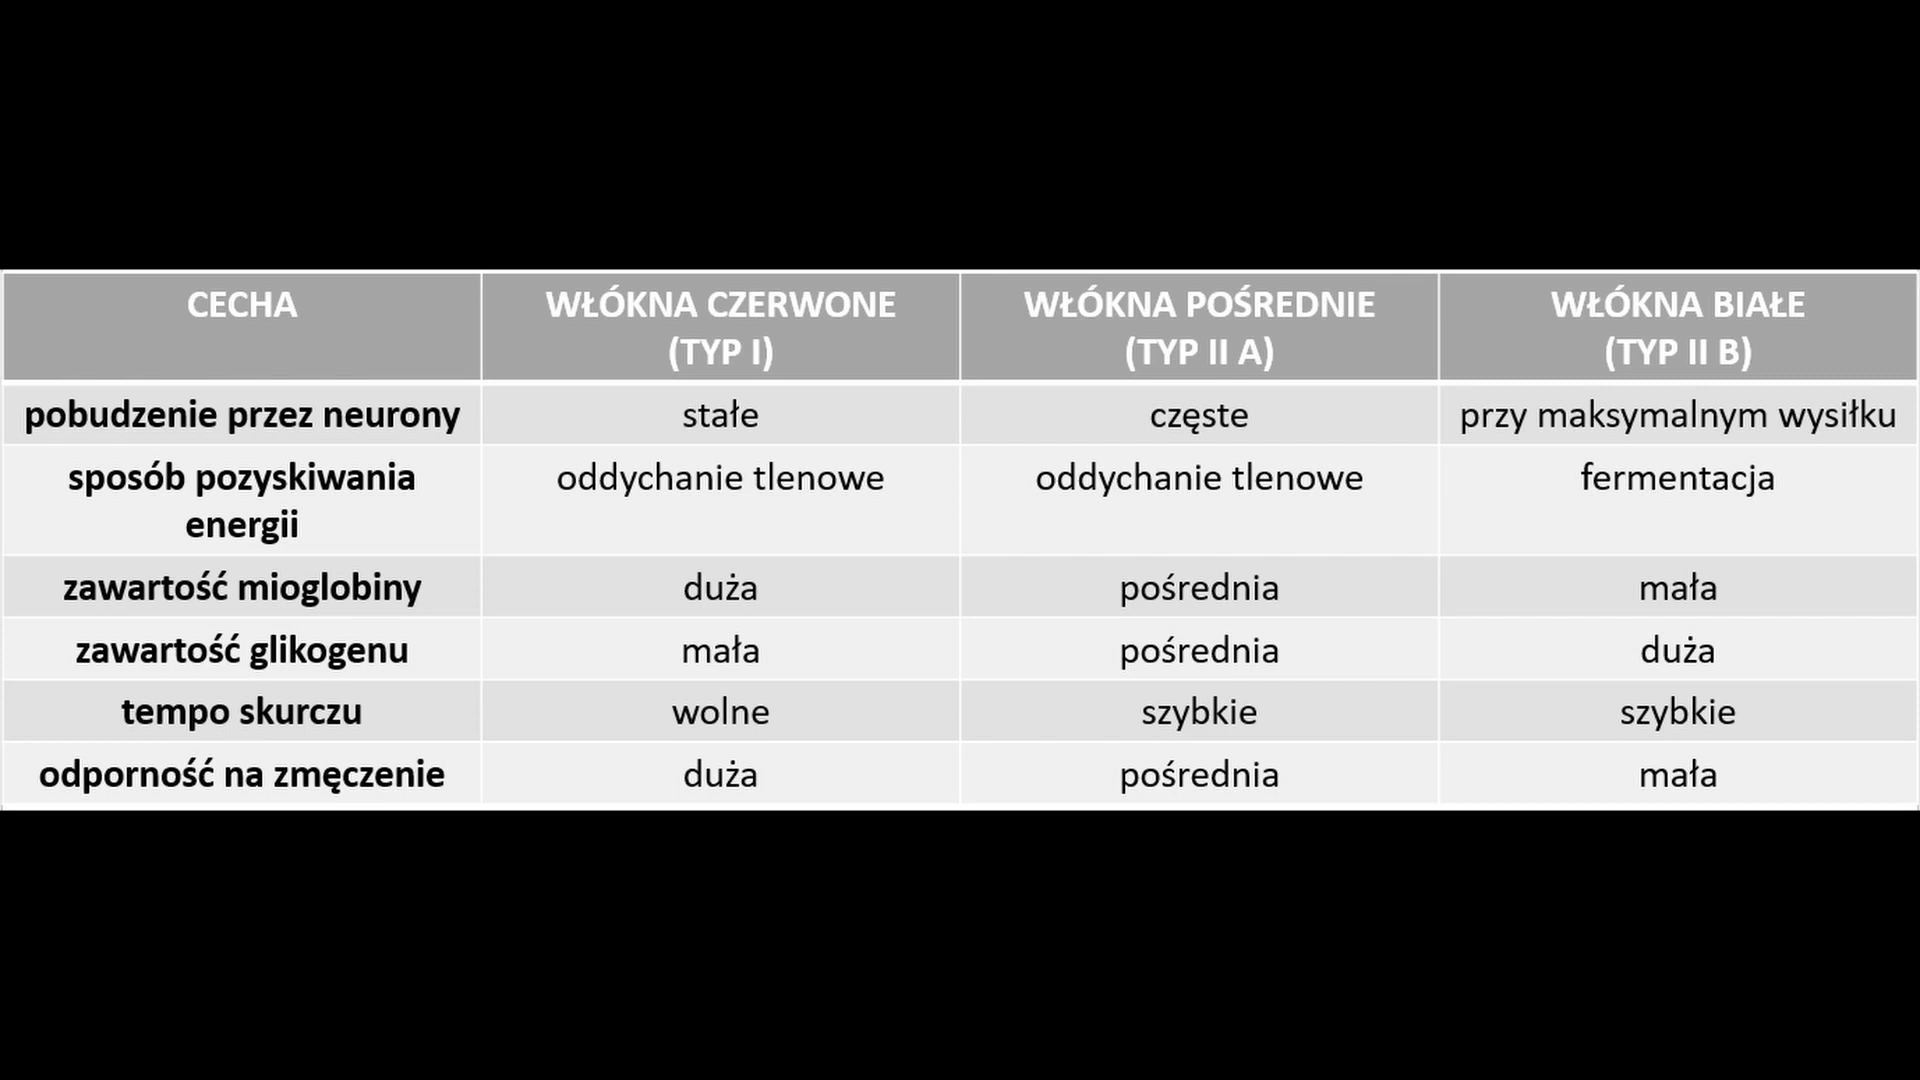 CECHA WŁÓKNA CZERWONE WŁÓKNA POŚREDNIE WŁÓKNA BIAŁE
(TYP I) (TYP II A) (TYP II B)
pobudzenie przez neurony stałe częste przy maksymalnym wysiłku
sposób pozyskiwania oddychanie tlenowe oddychanie tlenowe fermentacja
energii
zawartość mioglobiny duża pośrednia mała
zawartość glikogenu mała pośrednia duża
tempo skurczu wolne szybkie szybkie
odporność na zmęczenie duża pośrednia mała